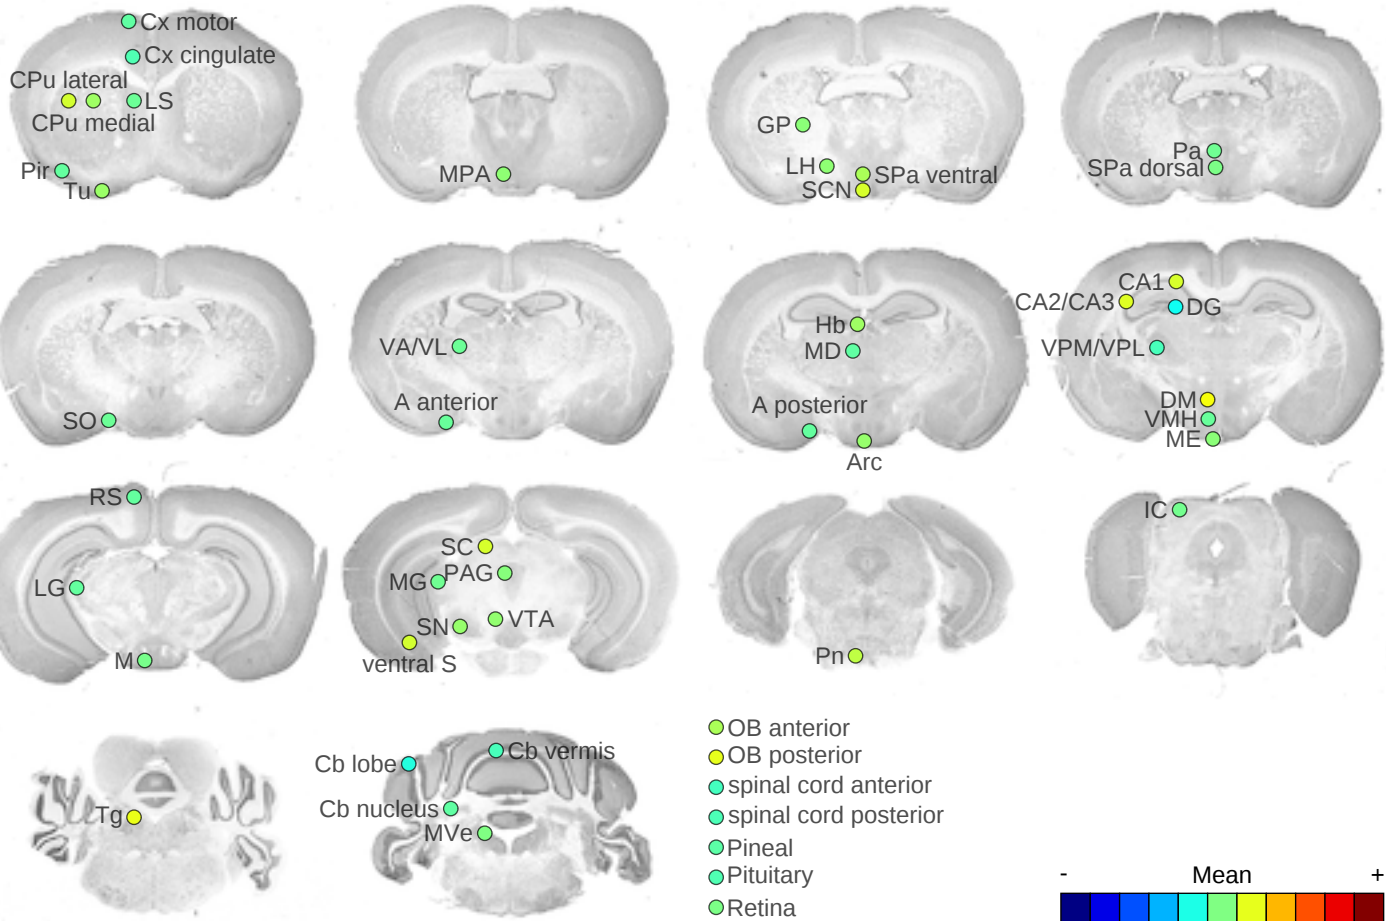 Cx motor
Cx cingulate
CPu lateral
LS
CPu medial
Pir
Tu
MPA
GP
LH
SPa ventral
SCN
Pa
SPa dorsal
SO
VA/VL
A anterior
Hb
MD
A posterior
Arc
CA1
CA2/CA3
DG
VPM/VPL
DM
VMH
ME
RS
LG
M
SC
MG
PAG
SN
VTA
ventral S
Pn
IC
Tg
Cb lobe
Cb vermis
Cb nucleus
MVe
OB anterior
OB posterior
spinal cord anterior
spinal cord posterior
Pineal
Pituitary
Retina
- Mean +